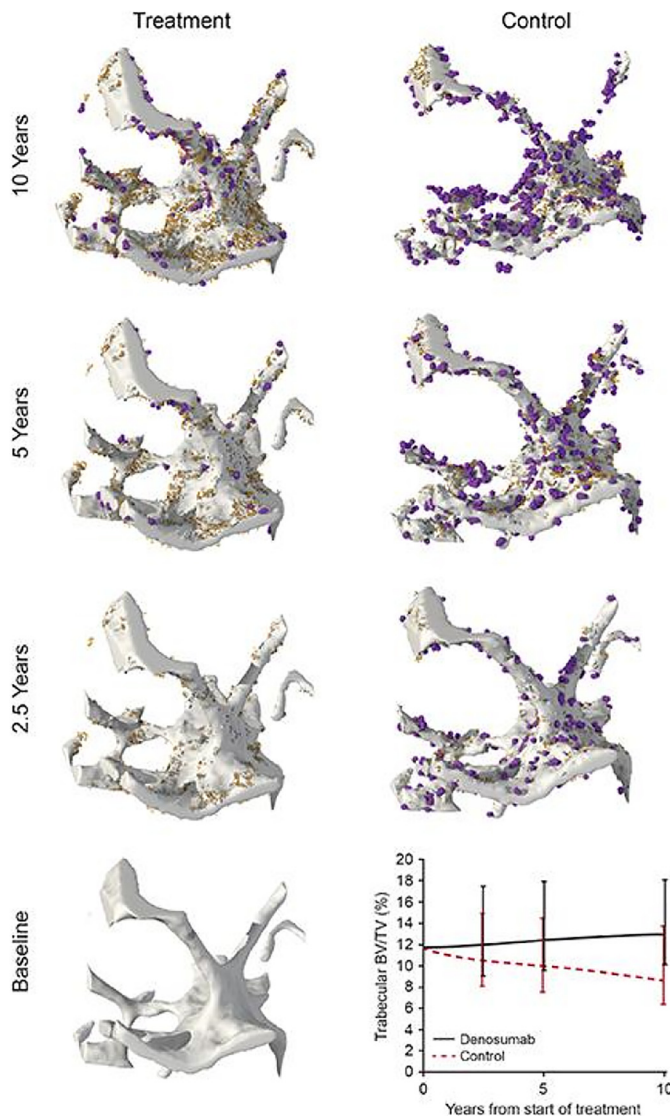 Treatment
Control
10 Years
5 Years
2.5 Years
Baseline
Trabecular BV/TV (%)
20
18
16
14
12
10
8
6
4
2
0
Denosumab
Control
0
5
10
Years from start of treatment